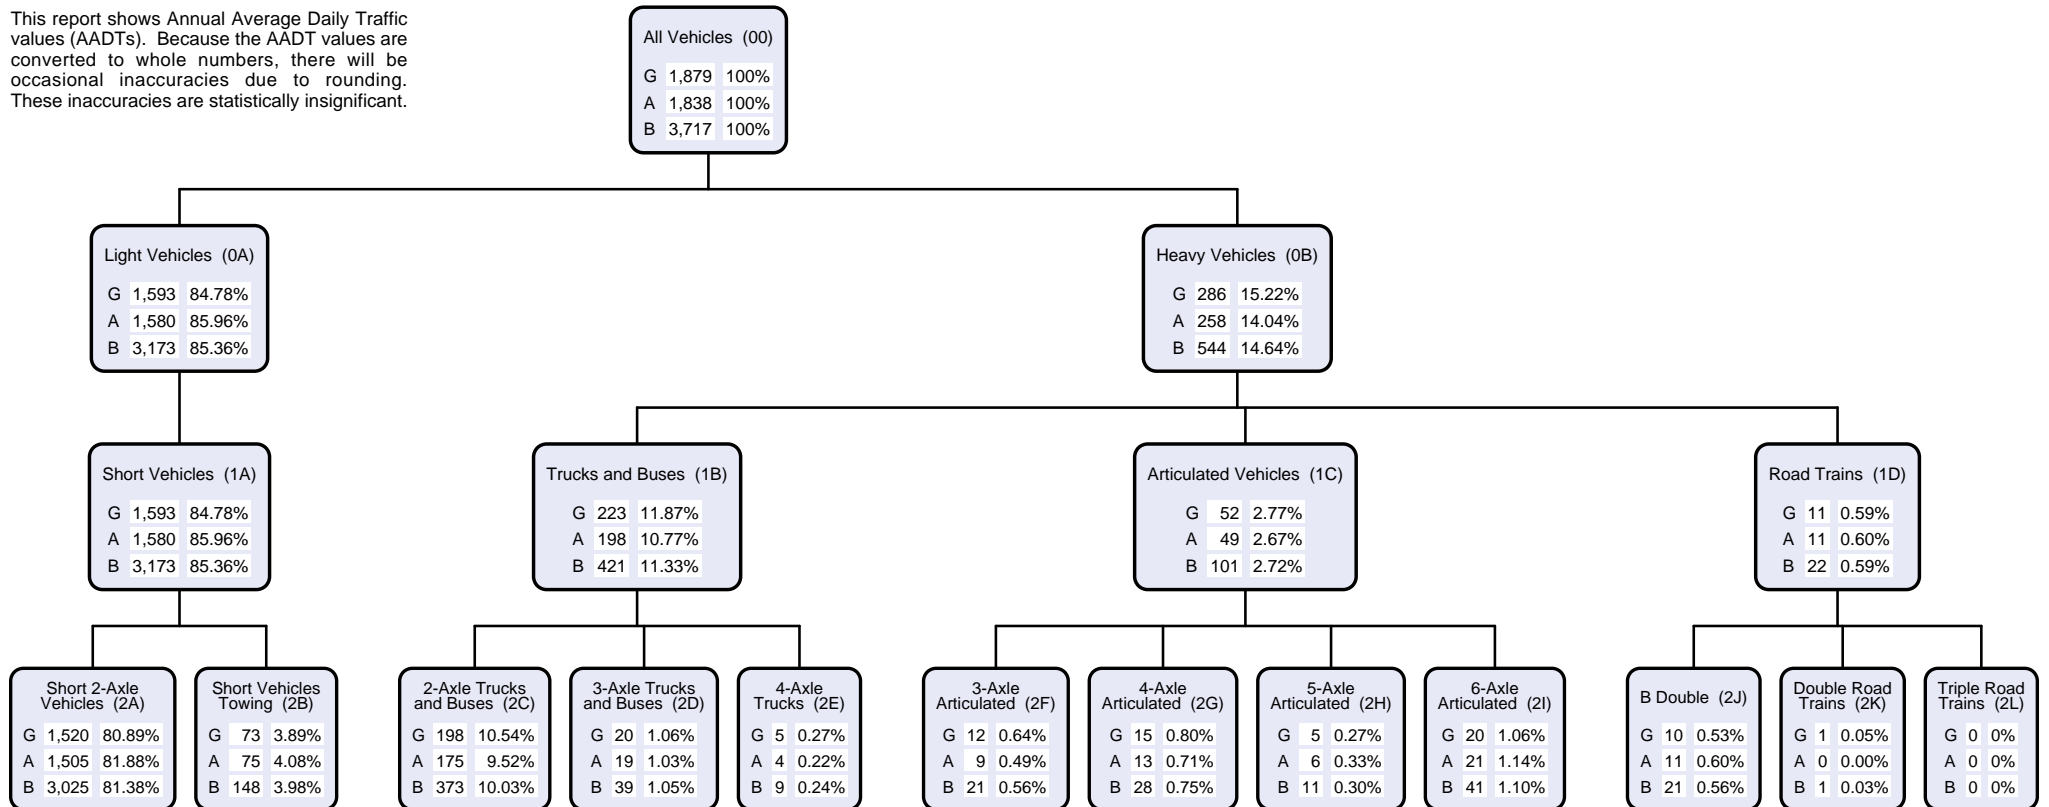 This report shows Annual Average Daily Traffic
values (AADTs). Because the AADT values are
converted to whole numbers, there will be
occasional inaccuracies due to rounding.
These inaccuracies are statistically insignificant.
All Vehicles (00)
G 1,879 100%
A 1,838 100%
B 3,717 100%
Light Vehicles (0A)
G 1,593 84.78%
A 1,580 85.96%
B 3,173 85.36%
Heavy Vehicles (0B)
G 286 15.22%
A 258 14.04%
B 544 14.64%
Short Vehicles (1A)
G 1,593 84.78%
A 1,580 85.96%
B 3,173 85.36%
Trucks and Buses (1B)
G 223 11.87%
A 198 10.77%
B 421 11.33%
Articulated Vehicles (1C)
G 52 2.77%
A 49 2.67%
B 101 2.72%
Road Trains (1D)
G 11 0.59%
A 11 0.60%
B 22 0.59%
Short 2-Axle
Vehicles (2A)
G 1,520 80.89%
A 1,505 81.88%
B 3,025 81.38%
Short Vehicles
Towing (2B)
G 73 3.89%
A 75 4.08%
B 148 3.98%
2-Axle Trucks
and Buses (2C)
G 198 10.54%
A 175 9.52%
B 373 10.03%
3-Axle Trucks
and Buses (2D)
G 20 1.06%
A 19 1.03%
B 39 1.05%
4-Axle
Trucks (2E)
G 5 0.27%
A 4 0.22%
B 9 0.24%
3-Axle
Articulated (2F)
G 12 0.64%
A 9 0.49%
B 21 0.56%
4-Axle
Articulated (2G)
G 15 0.80%
A 13 0.71%
B 28 0.75%
5-Axle
Articulated (2H)
G 5 0.27%
A 6 0.33%
B 11 0.30%
6-Axle
Articulated (2I)
G 20 1.06%
A 21 1.14%
B 41 1.10%
B Double (2J)
G 10 0.53%
A 11 0.60%
B 21 0.56%
Double Road
Trains (2K)
G 1 0.05%
A 0 0.00%
B 1 0.03%
Triple Road
Trains (2L)
G 0 0%
A 0 0%
B 0 0%